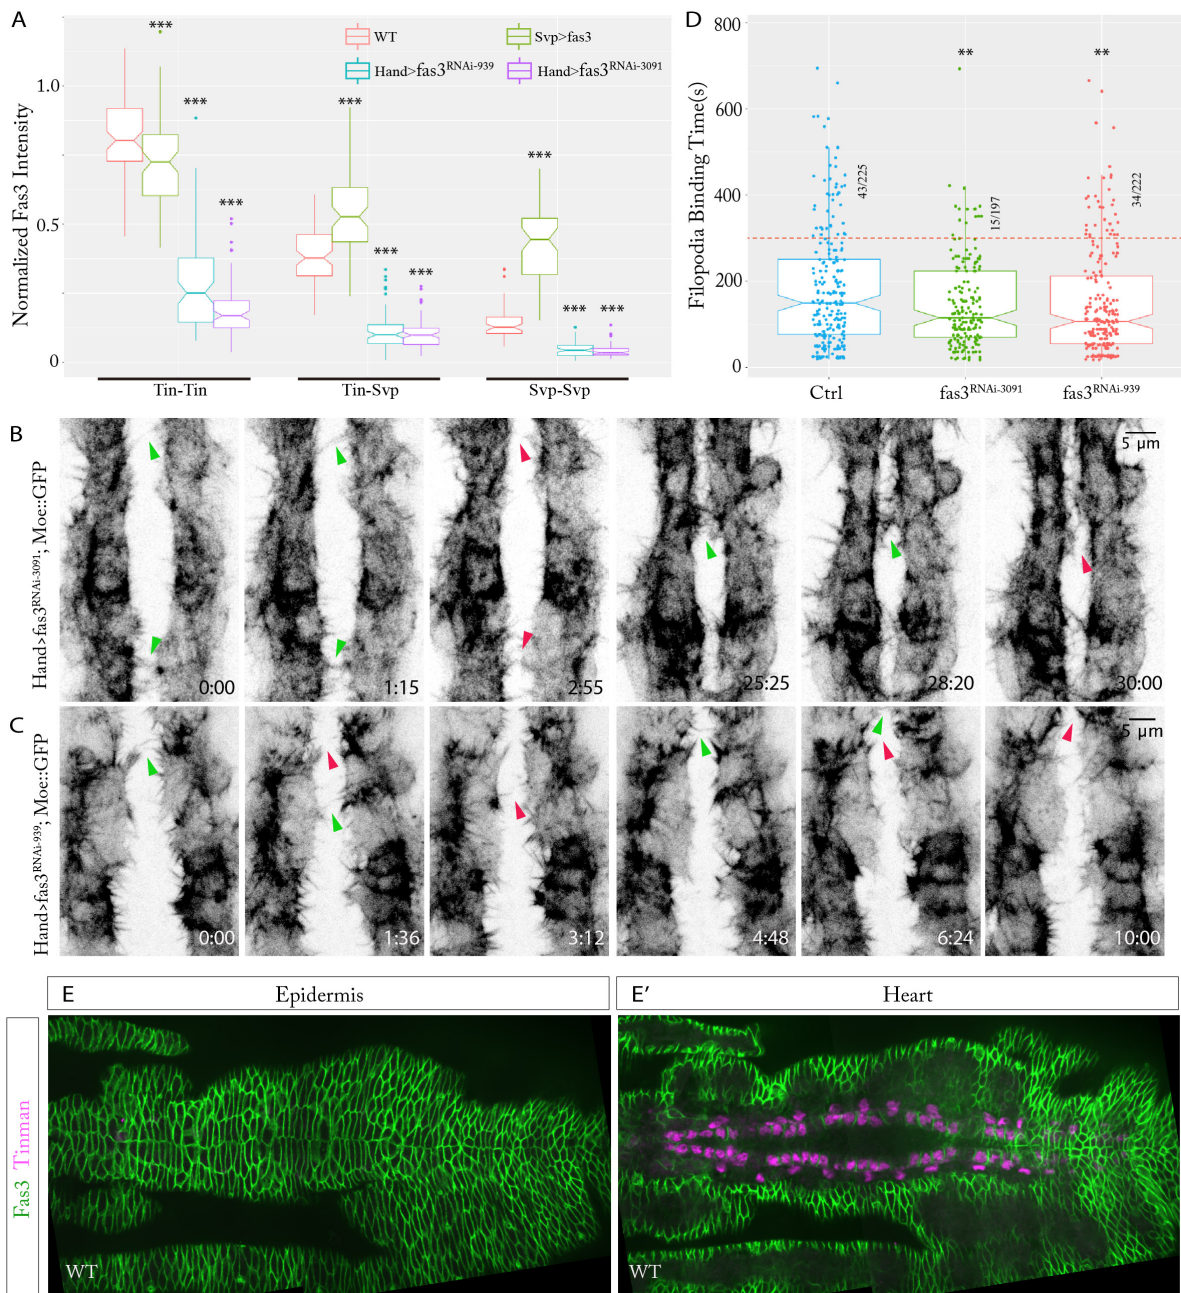 A
Normalized Fas3 Intensity
1.0
0.5
0
WT
Svp>fas3
Hand>fas3RNAi-939
Hand>fas3RNAi-3091
***
***
***
***
***
***
***
***
***
Tin-Tin
Tin-Svp
Svp-Svp
D
Filopodia Binding Time(s)
800
600
400
200
0
**
**
43/225
15/197
34/222
Ctrl
fas3RNAi-3091
fas3RNAi-939
B
Hand>fas3RNAi-3091; Moe::GFP
5 µm
0:00
1:15
2:55
25:25
28:20
30:00
C
Hand>fas3RNAi-939; Moe::GFP
5 µm
0:00
1:36
3:12
4:48
6:24
10:00
E
Epidermis
E'
Heart
Fas3 Tinman
WT
WT